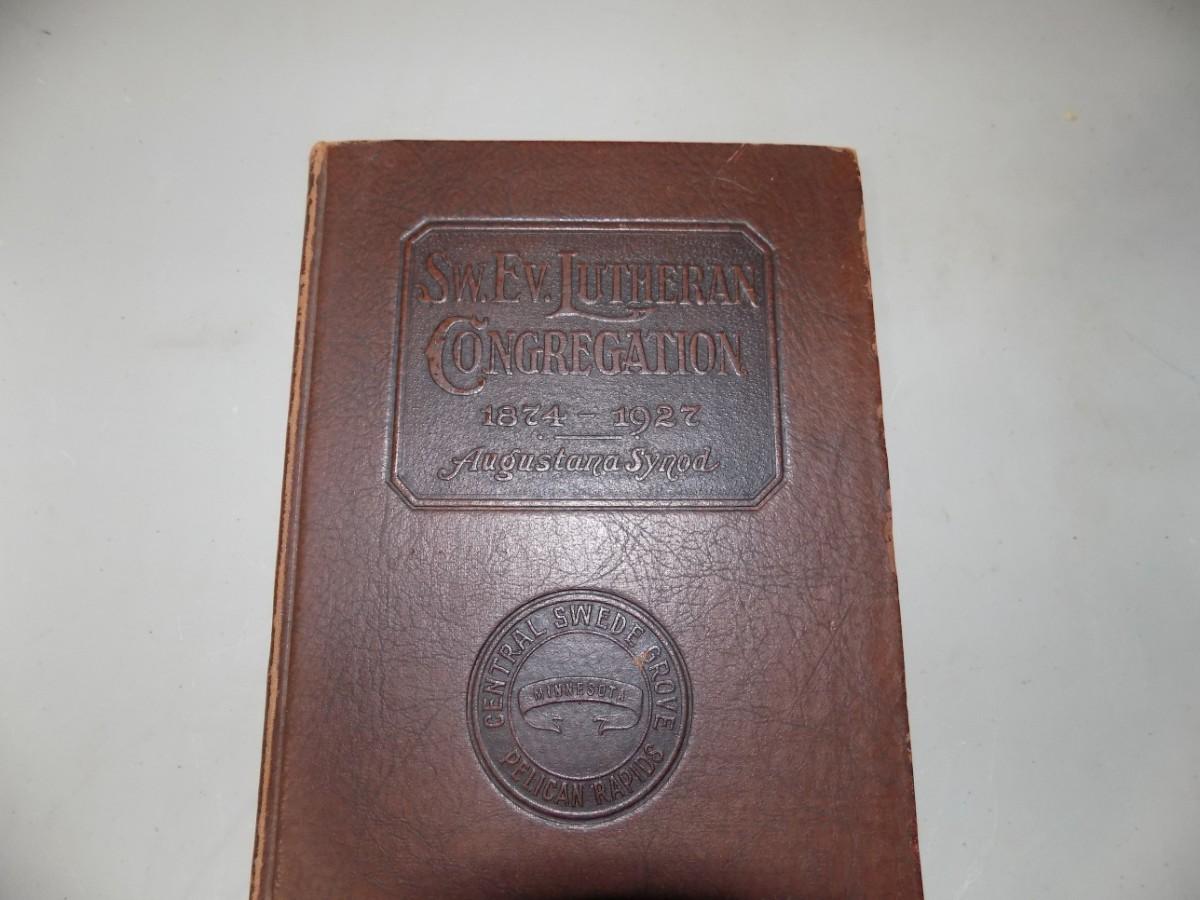 SW. EV. LUTHERAN
CONGREGATION
1874 - 1927
Augustana Synod
CENTRAL SWEDE GROVE
MINNESOTA
PELICAN RAPIDS